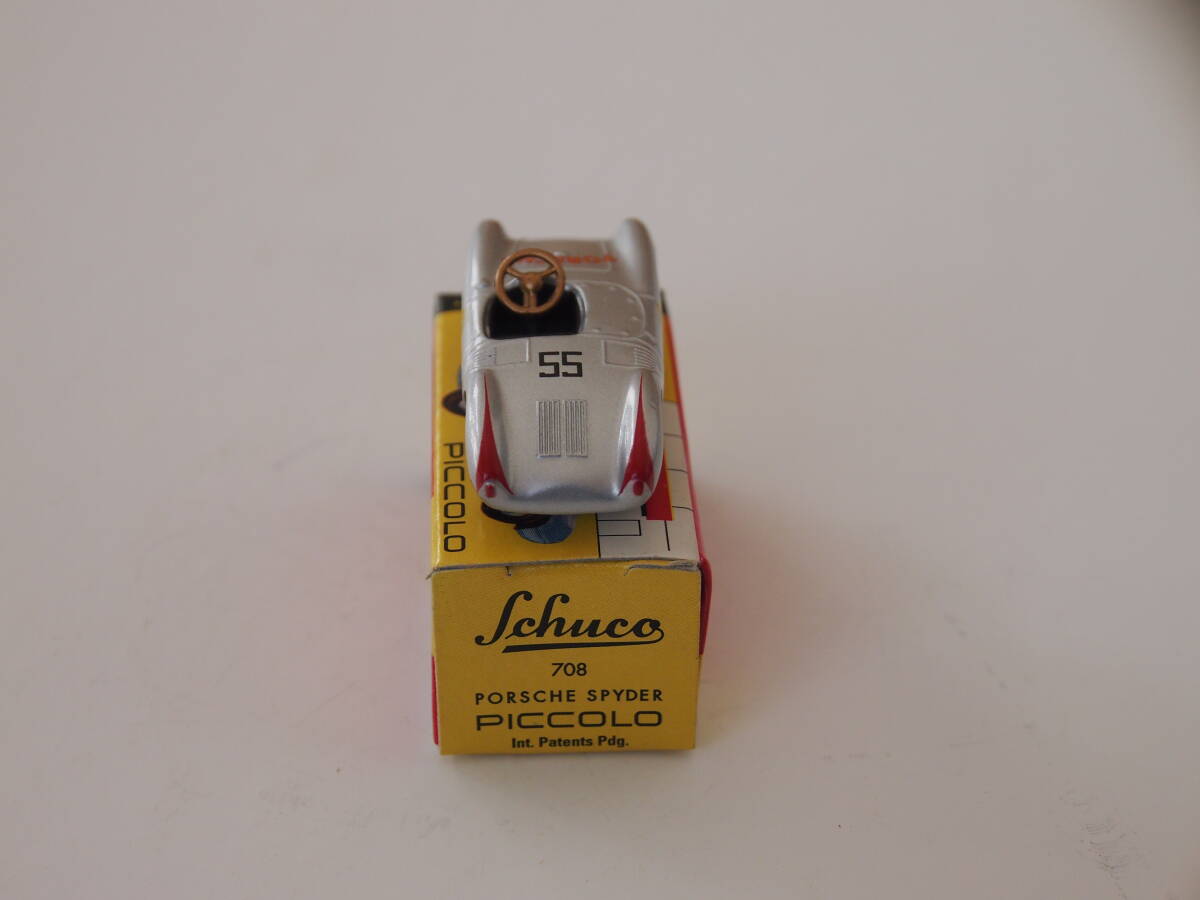 55
PICCOLO
Schuco
708
PORSCHE SPYDER
PICCOLO
Int. Patents Pdg.